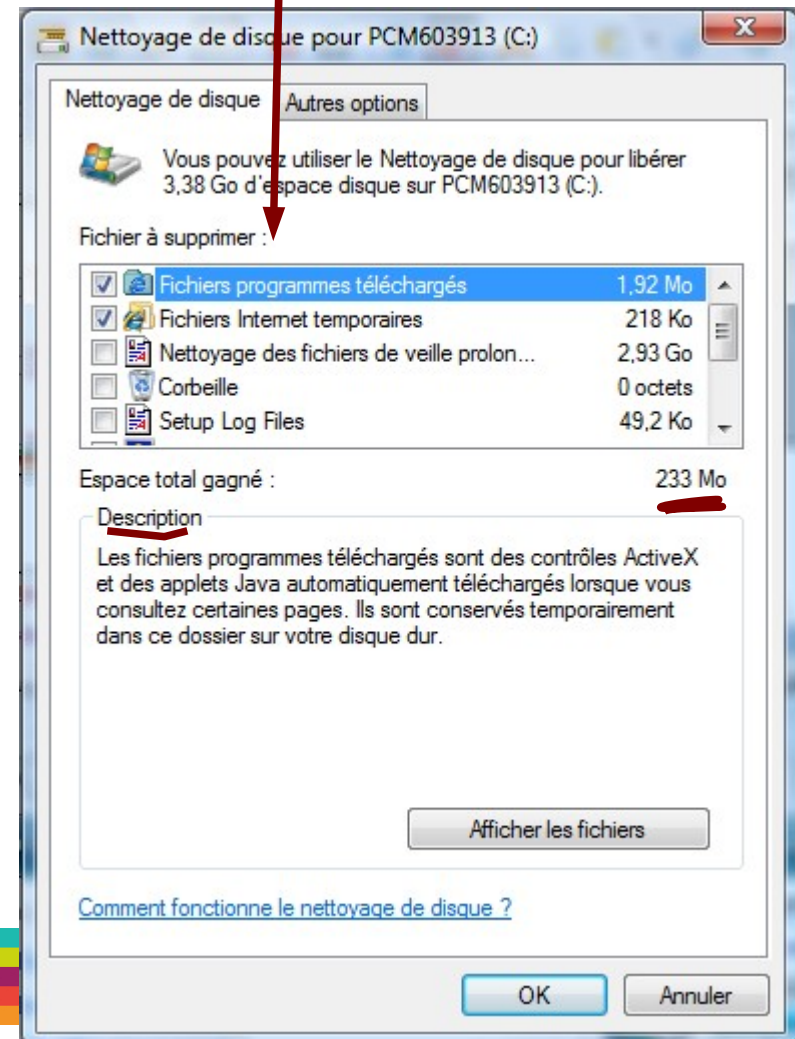 Nettoyage de disque pour PCM603913 (C:)
Nettoyage de disque
Autres options
Vous pouvez utiliser le Nettoyage de disque pour libérer
3,38 Go d'espace disque sur PCM603913 (C:).
Fichier à supprimer :
Fichiers programmes téléchargés 1,92 Mo
Fichiers Internet temporaires 218 Ko
Nettoyage des fichiers de veille prolon... 2,93 Go
Corbeille 0 octets
Setup Log Files 49,2 Ko
Espace total gagné : 233 Mo
Description
Les fichiers programmes téléchargés sont des contrôles ActiveX
et des applets Java automatiquement téléchargés lorsque vous
consultez certaines pages. Ils sont conservés temporairement
dans ce dossier sur votre disque dur.
Afficher les fichiers
Comment fonctionne le nettoyage de disque ?
OK
Annuler